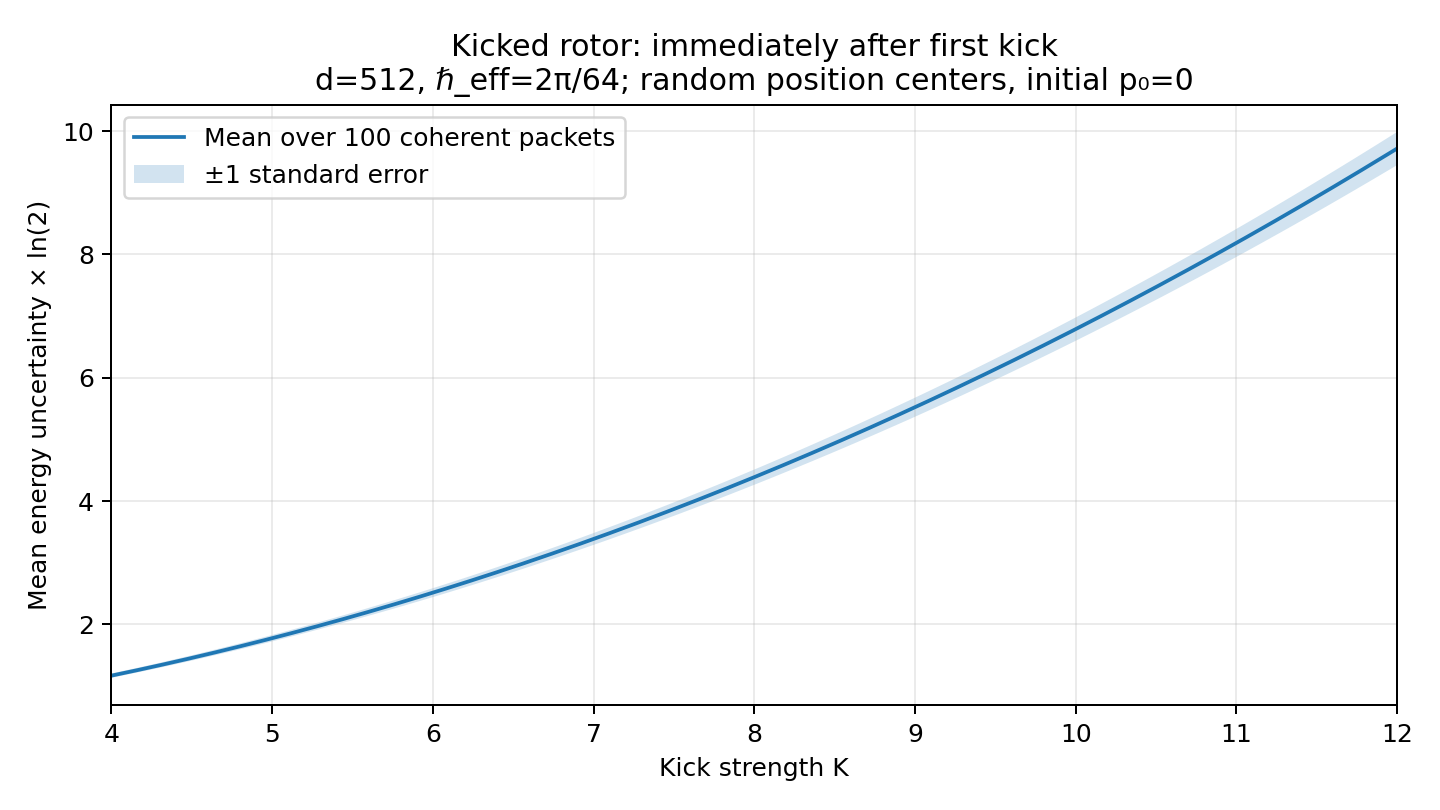 Kicked rotor: immediately after first kick
d=512, ℏ_eff=2π/64; random position centers, initial p₀=0
Mean over 100 coherent packets
±1 standard error
Mean energy uncertainty × ln(2)
10
8
6
4
2
4 5 6 7 8 9 10 11 12
Kick strength K